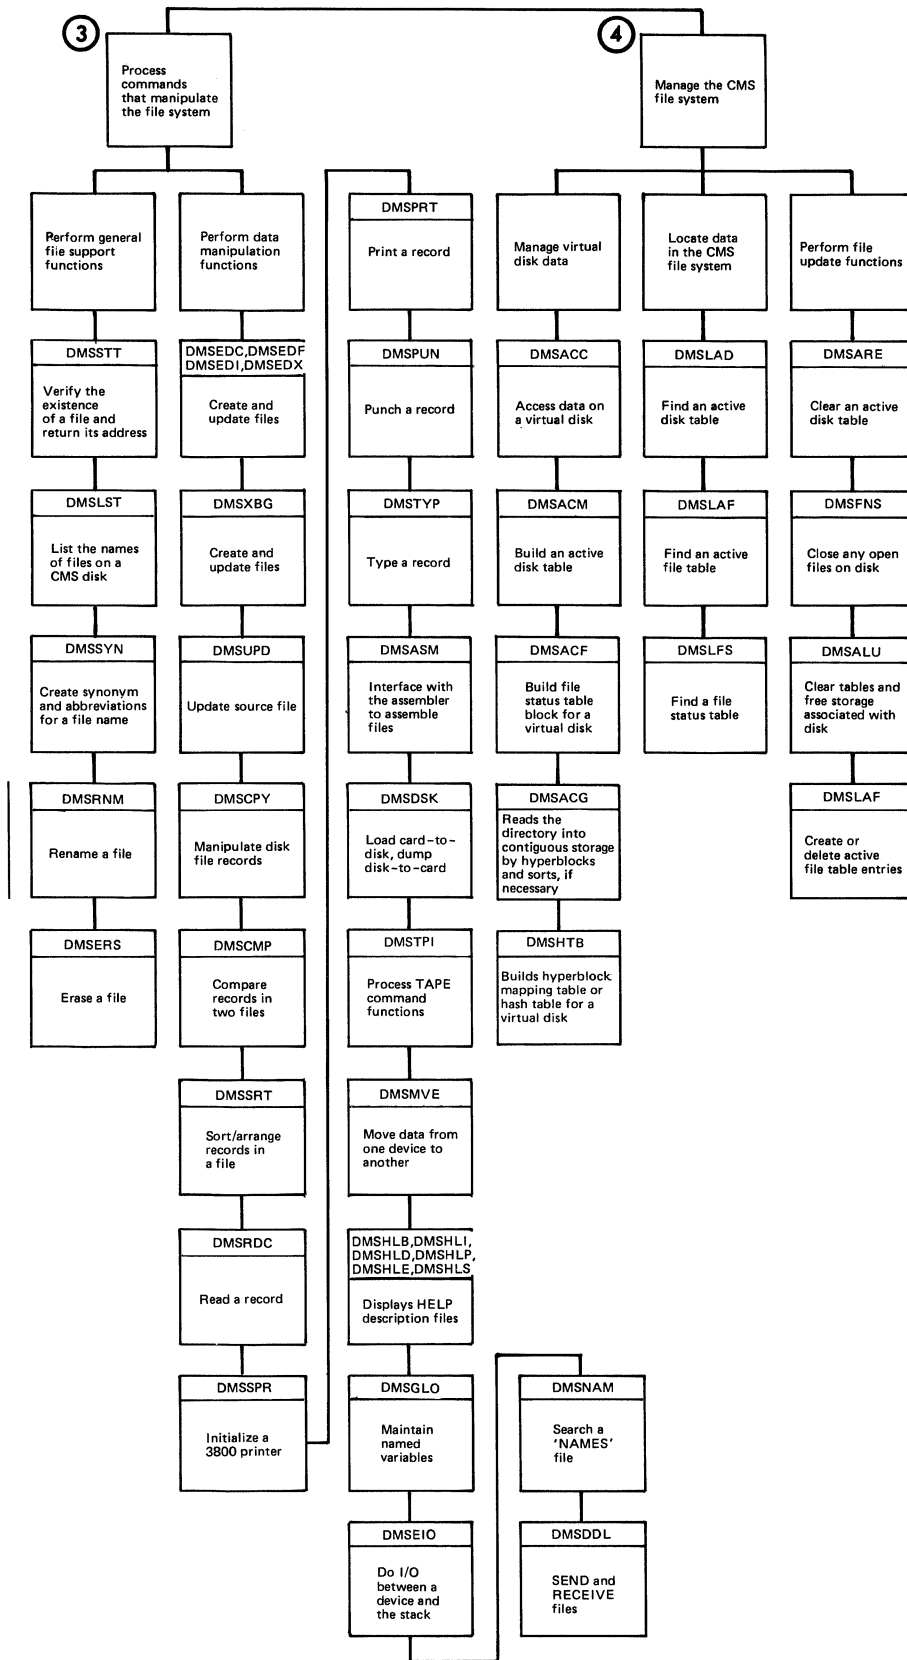 3
Process
commands
that manipulate
the file system
4
Manage the CMS
file system
Perform general
file support
functions
DMSSTT
Verify the
existence
of a file and
return its address
DMSLST
List the names
of files on a
CMS disk
DMSSYN
Create synonym
and abbreviations
for a file name
DMSRNM
Rename a file
DMSERS
Erase a file
Perform data
manipulation
functions
DMSEDC,DMSEDF
DMSEDI,DMSEDX
Create and
update files
DMSXBG
Create and
update files
DMSUPD
Update source file
DMSCPY
Manipulate disk
file records
DMSCMP
Compare
records in
two files
DMSSRT
Sort/arrange
records in
a file
DMSRDC
Read a record
DMSSPR
Initialize a
3800 printer
DMSPRT
Print a record
DMSPUN
Punch a record
DMSTYP
Type a record
DMSASM
Interface with
the assembler
to assemble
files
DMSDSK
Load card-to-
disk, dump
disk-to-card
DMSTPI
Process TAPE
command
functions
DMSMVE
Move data from
one device to
another
DMSHLB,DMSHLI,
DMSHLD,DMSHLP,
DMSHLE,DMSHLS
Displays HELP
description files
DMSGLO
Maintain
named
variables
DMSEIO
Do I/O
between a
device and
the stack
DMSNAM
Search a
'NAMES'
file
DMSDDL
SEND and
RECEIVE
files
Manage virtual
disk data
DMSACC
Access data on
a virtual disk
DMSACM
Build an active
disk table
DMSACF
Build file
status table
block for a
virtual disk
DMSACG
Reads the
directory into
contiguous storage
by hyperblocks
and sorts, if
necessary
DMSHTB
Builds hyperblock
mapping table or
hash table for a
virtual disk
Locate data
in the CMS
file system
DMSLAD
Find an active
disk table
DMSLAF
Find an active
file table
DMSLFS
Find a file
status table
Perform file
update functions
DMSARE
Clear an active
disk table
DMSFNS
Close any open
files on disk
DMSALU
Clear tables and
free storage
associated with
disk
DMSLAF
Create or
delete active
file table entries